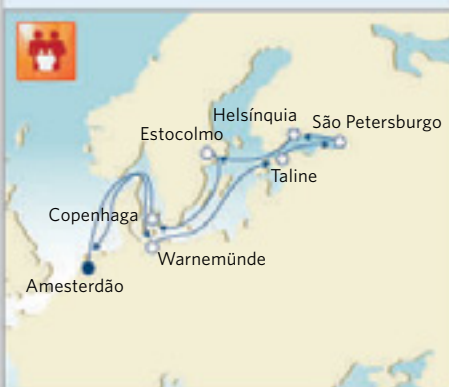 Helsínquia
São Petersburgo
Estocolmo
Taline
Copenhaga
Warnemünde
Amesterdão